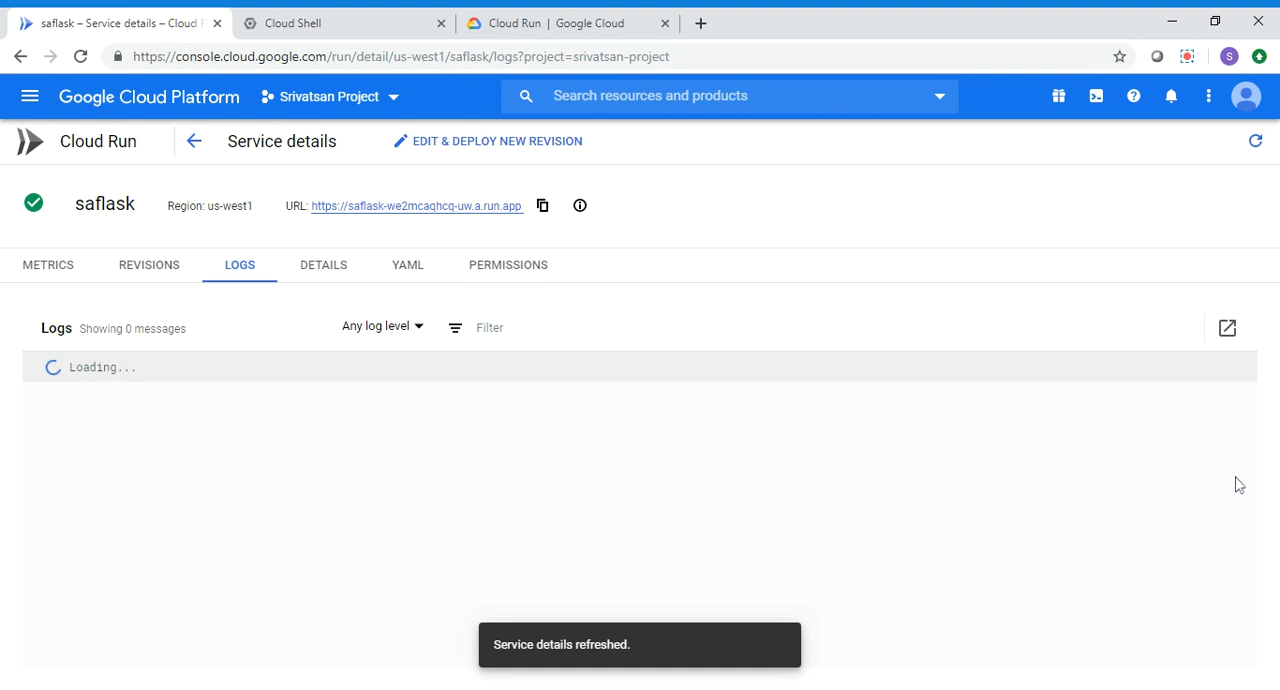 saflask – Service details – Cloud R
Cloud Shell
Cloud Run | Google Cloud
https://console.cloud.google.com/run/detail/us-west1/saflask/logs?project=srivatsan-project
S
Google Cloud Platform
Srivatsan Project
Search resources and products
Cloud Run
Service details
EDIT & DEPLOY NEW REVISION
saflask
Region: us-west1
URL: https://saflask-we2mcaqhcq-uw.a.run.app
METRICS
REVISIONS
LOGS
DETAILS
YAML
PERMISSIONS
Logs Showing 0 messages
Any log level
Filter
Loading...
Service details refreshed.